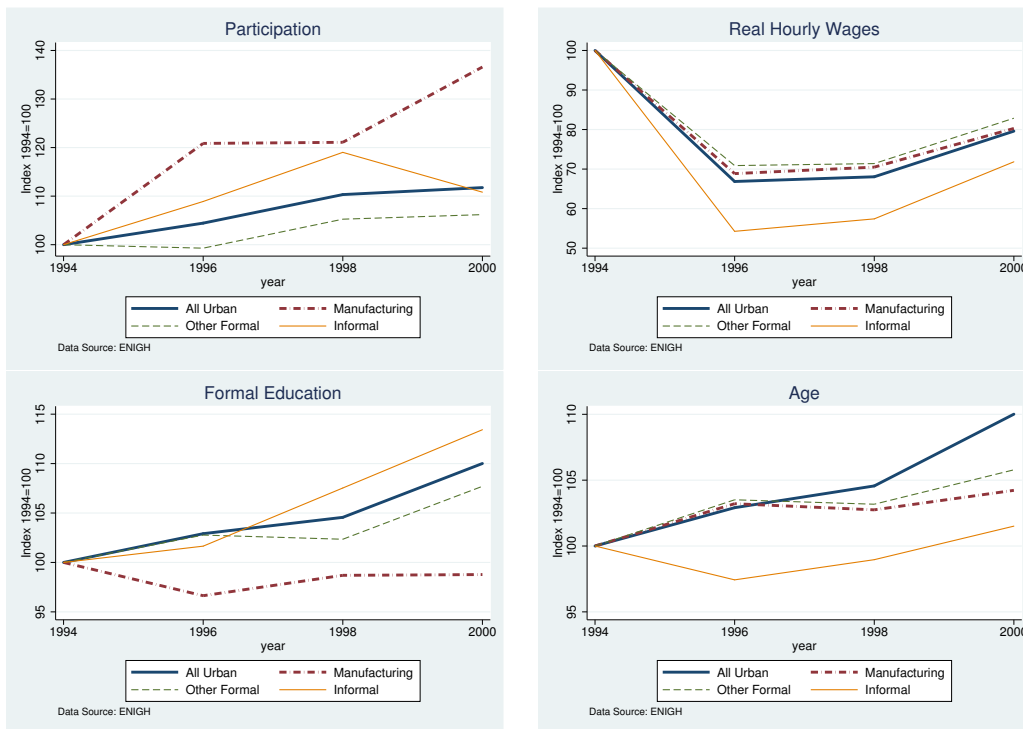 Participation
Index 1994=100
140
130
120
110
100
1994 1996 1998 2000
year
All Urban Manufacturing
Other Formal Informal
Data Source: ENIGH
Real Hourly Wages
Index 1994=100
100
90
80
70
60
50
1994 1996 1998 2000
year
All Urban Manufacturing
Other Formal Informal
Data Source: ENIGH
Formal Education
Index 1994=100
115
110
105
100
95
1994 1996 1998 2000
year
All Urban Manufacturing
Other Formal Informal
Data Source: ENIGH
Age
Index 1994=100
110
105
100
95
1994 1996 1998 2000
year
All Urban Manufacturing
Other Formal Informal
Data Source: ENIGH